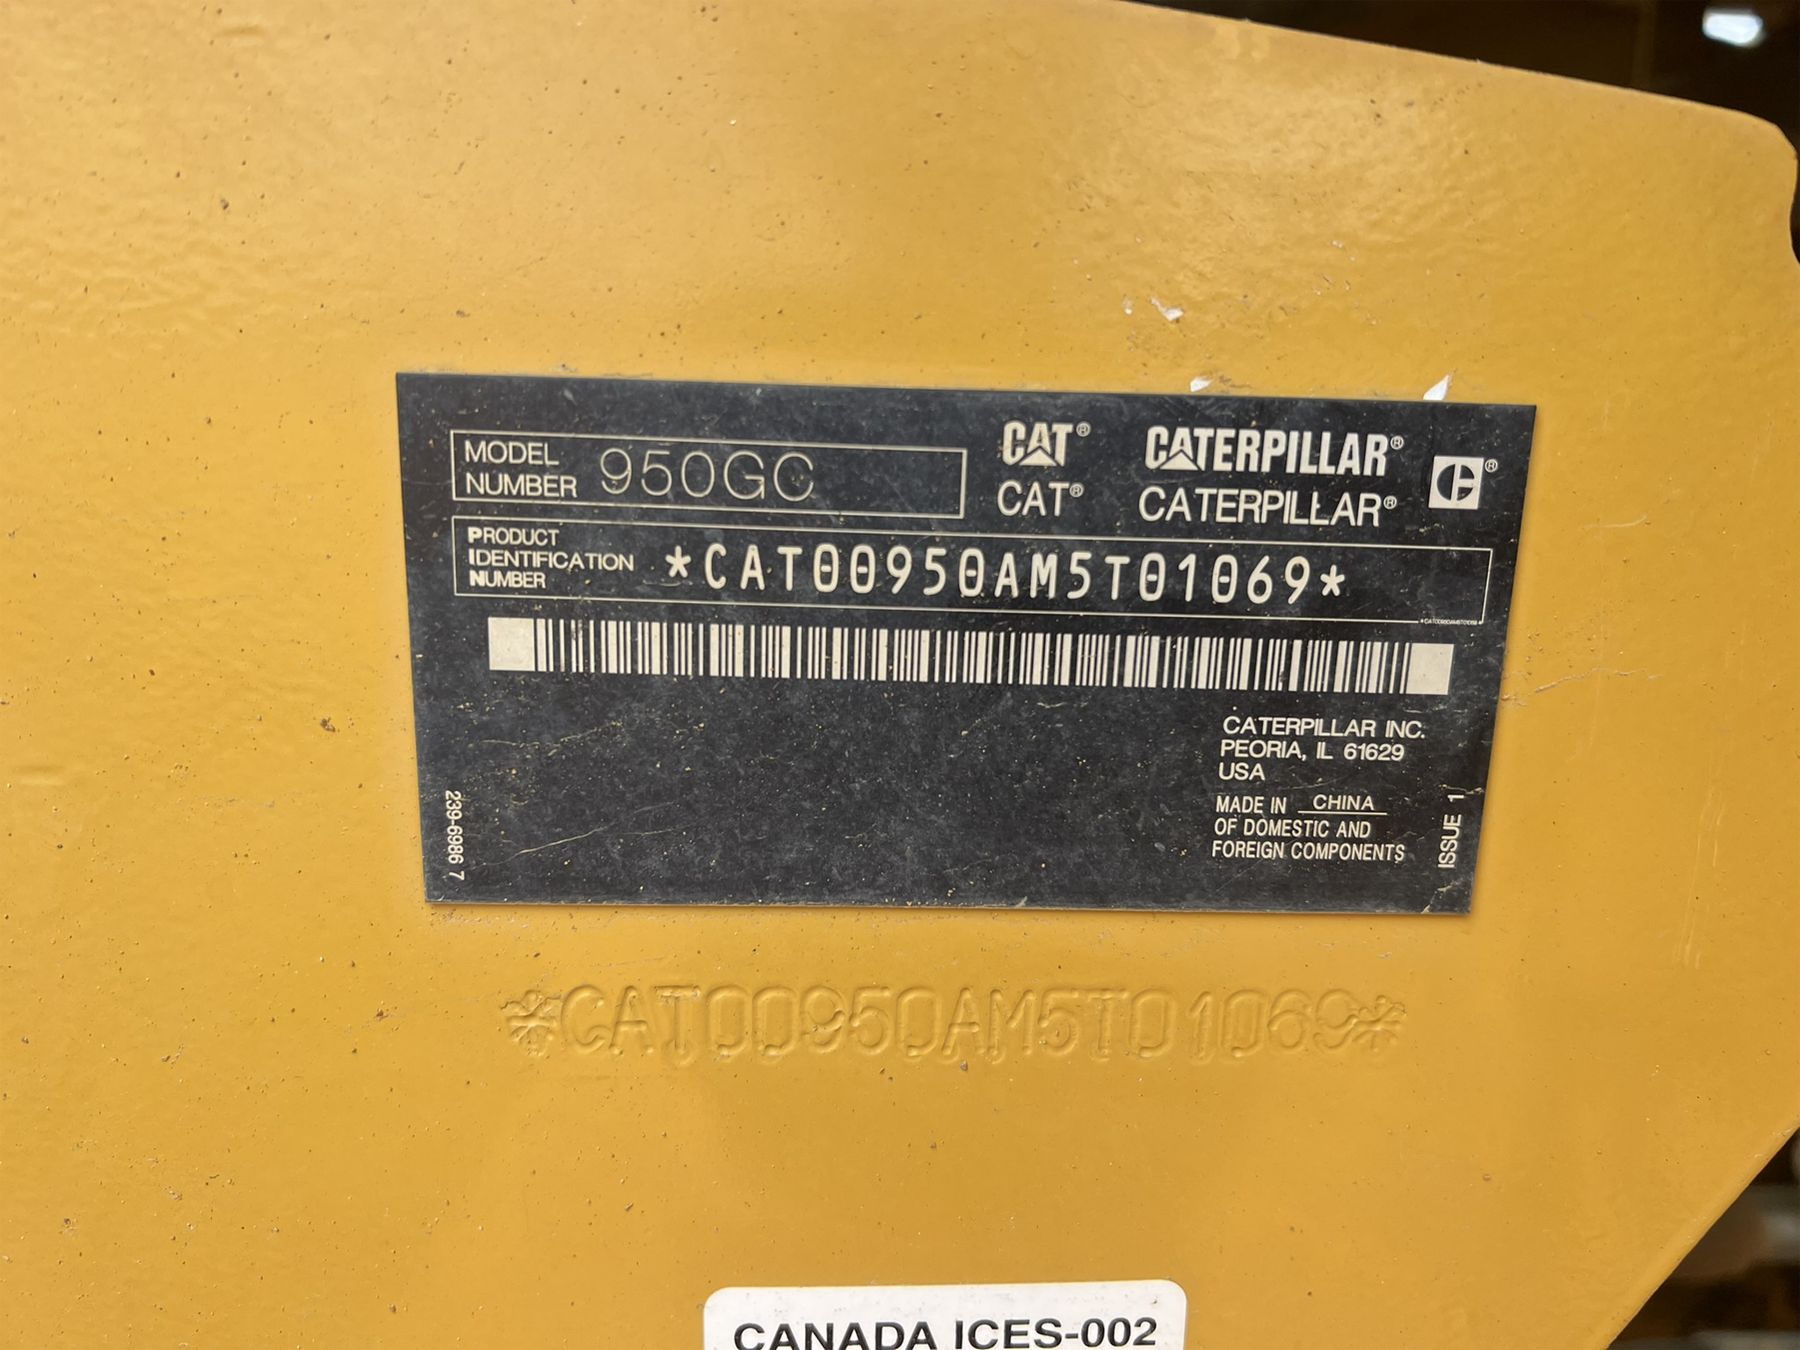 MODEL
NUMBER 950GC
CAT® CATERPILLAR®
CAT® CATERPILLAR®
PRODUCT
IDENTIFICATION
NUMBER
*CAT00950AM5T01069*
CATERPILLAR INC.
PEORIA, IL 61629
USA
MADE IN CHINA
OF DOMESTIC AND
FOREIGN COMPONENTS
239-6986 7
ISSUE 1
*CAT00950AM5T01069*
CANADA ICES-002